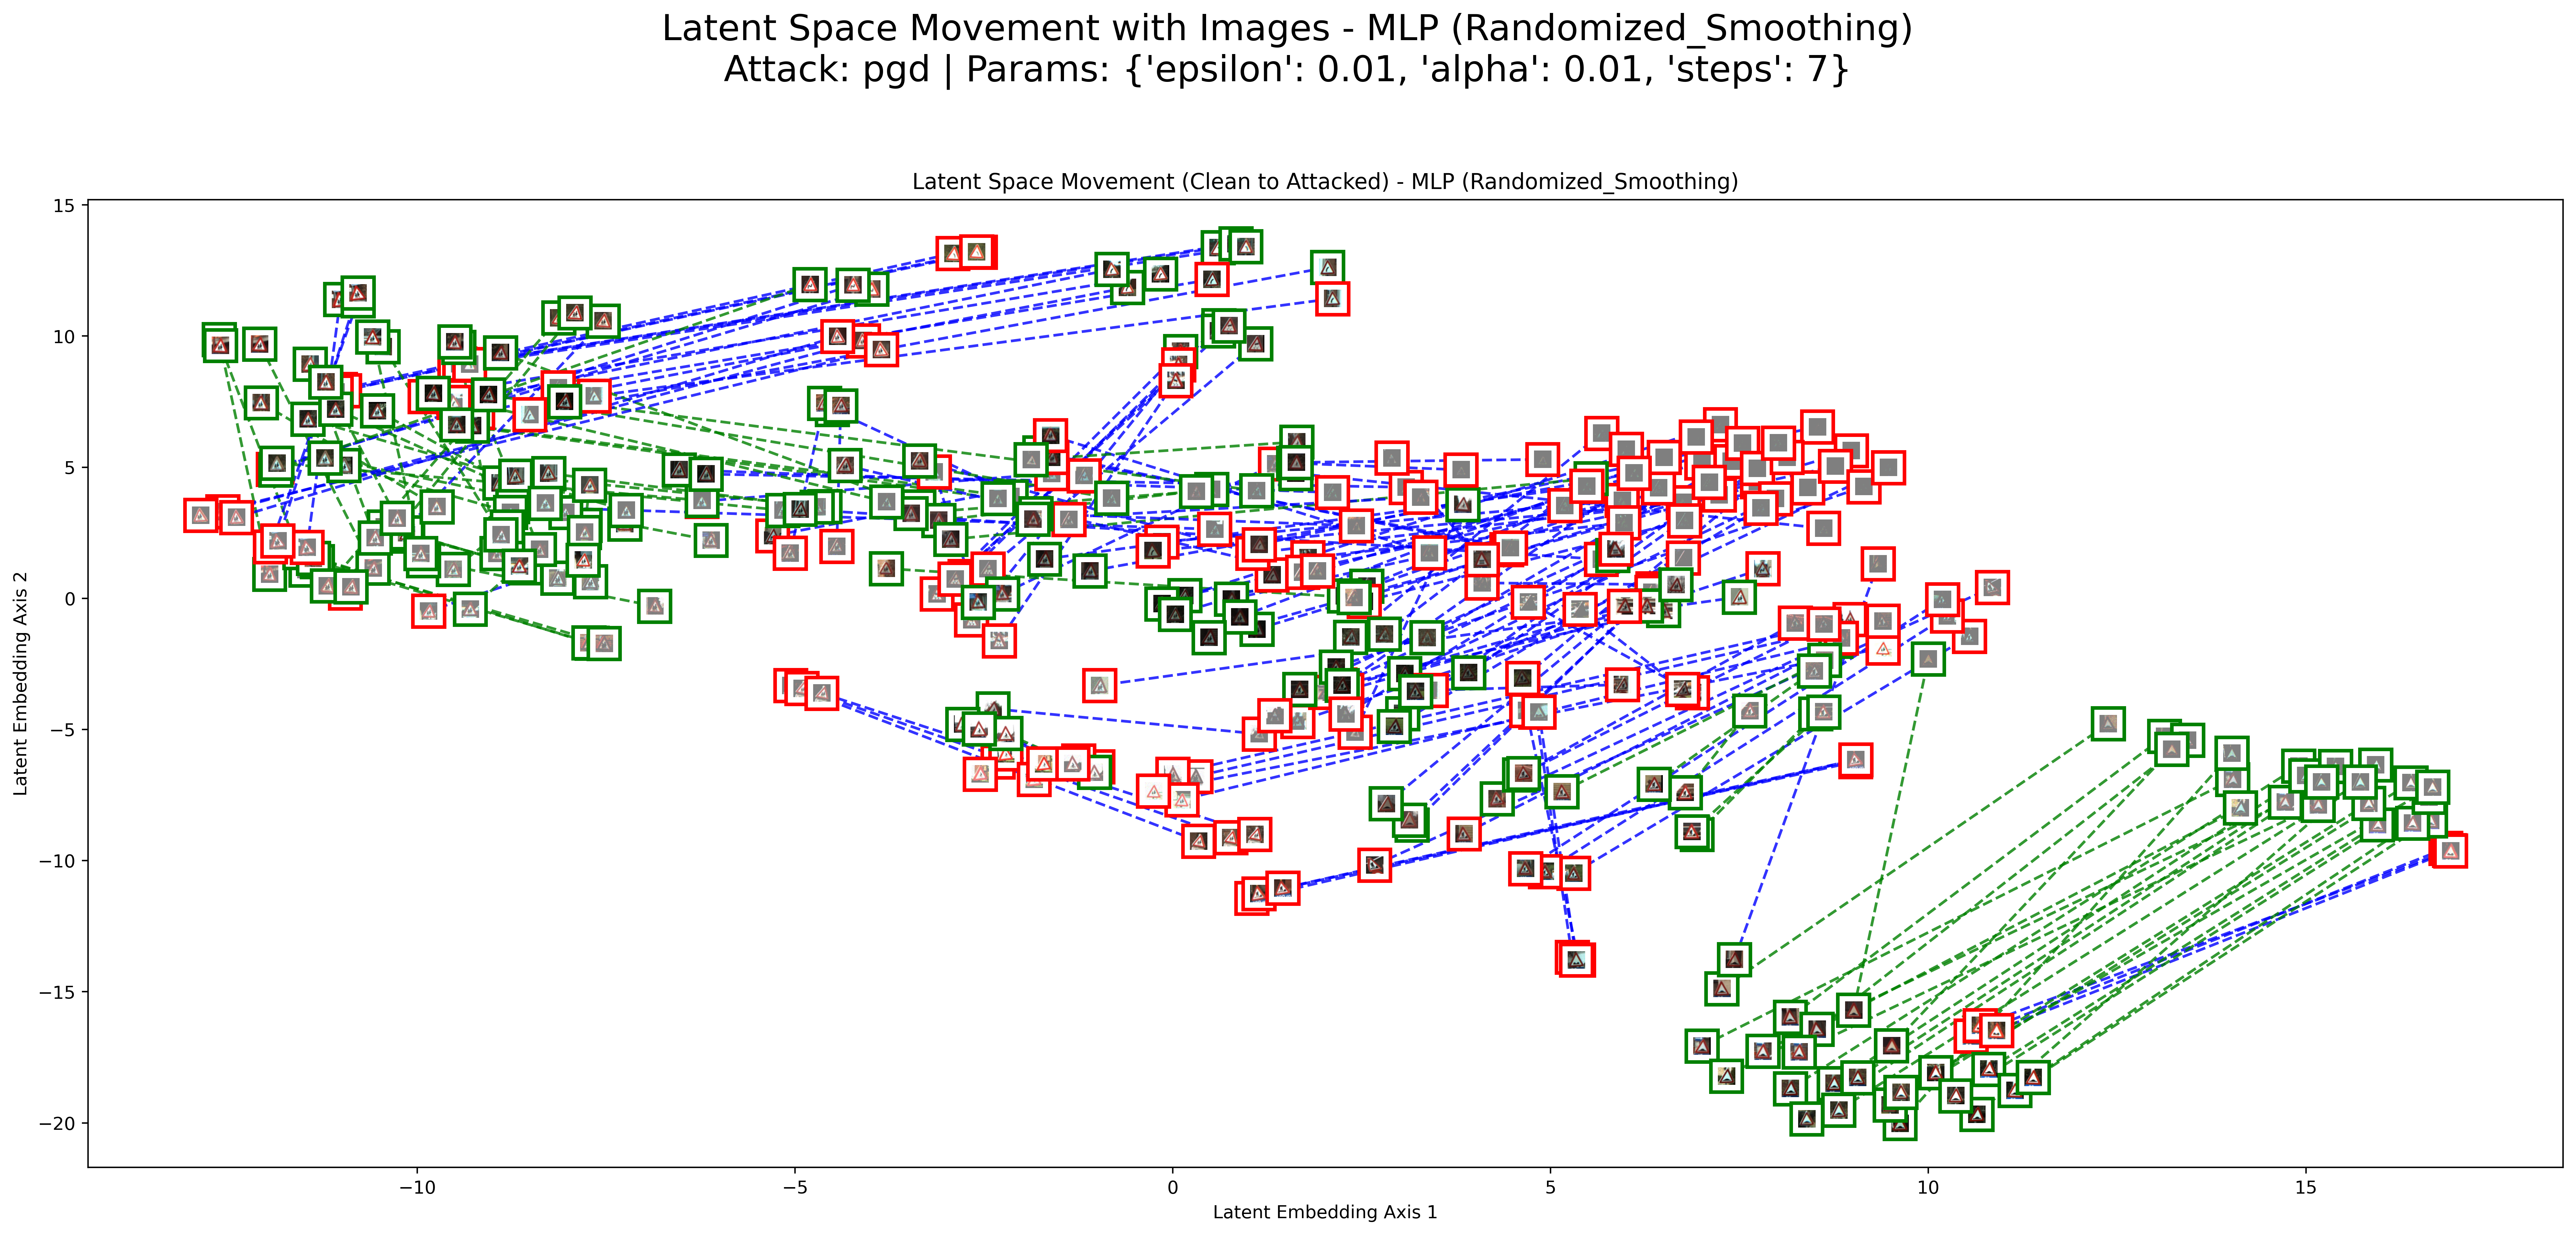 Latent Space Movement with Images - MLP (Randomized_Smoothing)
Attack: pgd | Params: {'epsilon': 0.01, 'alpha': 0.01, 'steps': 7}
Latent Space Movement (Clean to Attacked) - MLP (Randomized_Smoothing)
15
10
5
0
−5
−10
−15
−20
Latent Embedding Axis 2
−10
−5
0
5
10
15
Latent Embedding Axis 1